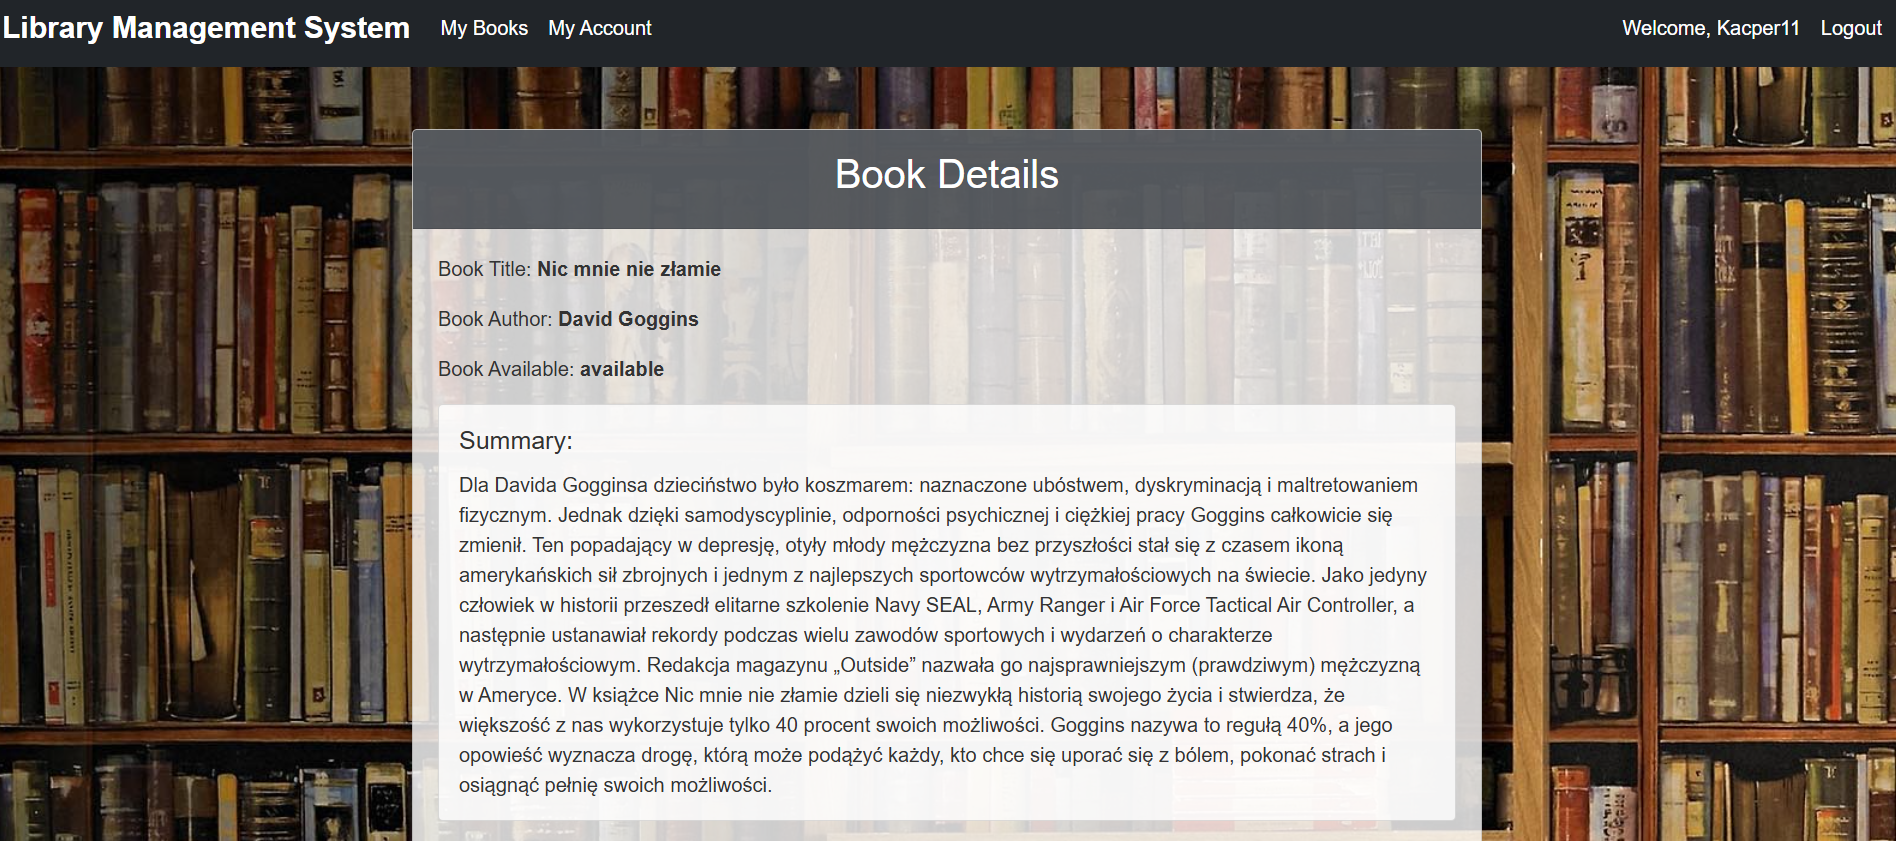 Library Management System My Books My Account Welcome, Kacper11 Logout
Book Details
Book Title: Nic mnie nie złamie
Book Author: David Goggins
Book Available: available
Summary:
Dla Davida Gogginsa dzieciństwo było koszmarem: naznaczone ubóstwem, dyskryminacją i maltretowaniem
fizycznym. Jednak dzięki samodyscyplinie, odporności psychicznej i ciężkiej pracy Goggins całkowicie się
zmienił. Ten popadający w depresję, otyły młody mężczyzna bez przyszłości stał się z czasem ikoną
amerykańskich sił zbrojnych i jednym z najlepszych sportowców wytrzymałościowych na świecie. Jako jedyny
człowiek w historii przeszedł elitarne szkolenie Navy SEAL, Army Ranger i Air Force Tactical Air Controller, a
następnie ustanawiał rekordy podczas wielu zawodów sportowych i wydarzeń o charakterze
wytrzymałościowym. Redakcja magazynu „Outside” nazwała go najsprawniejszym (prawdziwym) mężczyzną
w Ameryce. W książce Nic mnie nie złamie dzieli się niezwykłą historią swojego życia i stwierdza, że
większość z nas wykorzystuje tylko 40 procent swoich możliwości. Goggins nazywa to regułą 40%, a jego
opowieść wyznacza drogę, którą może podążyć każdy, kto chce się uporać się z bólem, pokonać strach i
osiągnąć pełnię swoich możliwości.